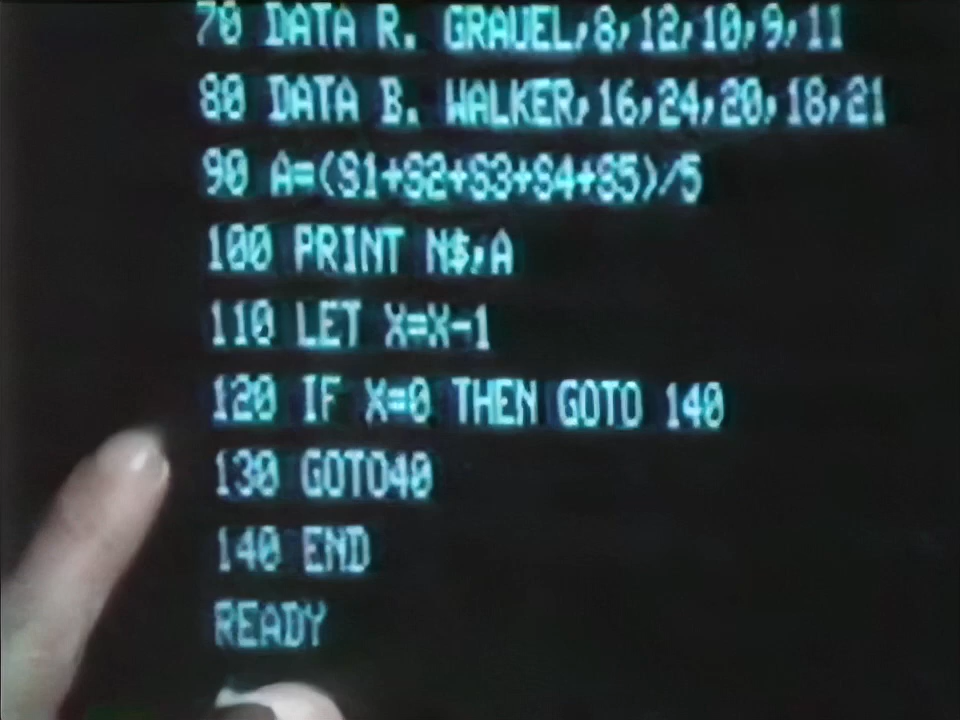 70 DATA R. GRAUEL,8,12,10,9,11
80 DATA B. WALKER,16,24,20,18,21
90 A=(S1+S2+S3+S4+S5)/5
100 PRINT N$,A
110 LET X=X-1
120 IF X=0 THEN GOTO 140
130 GOTO40
140 END
READY